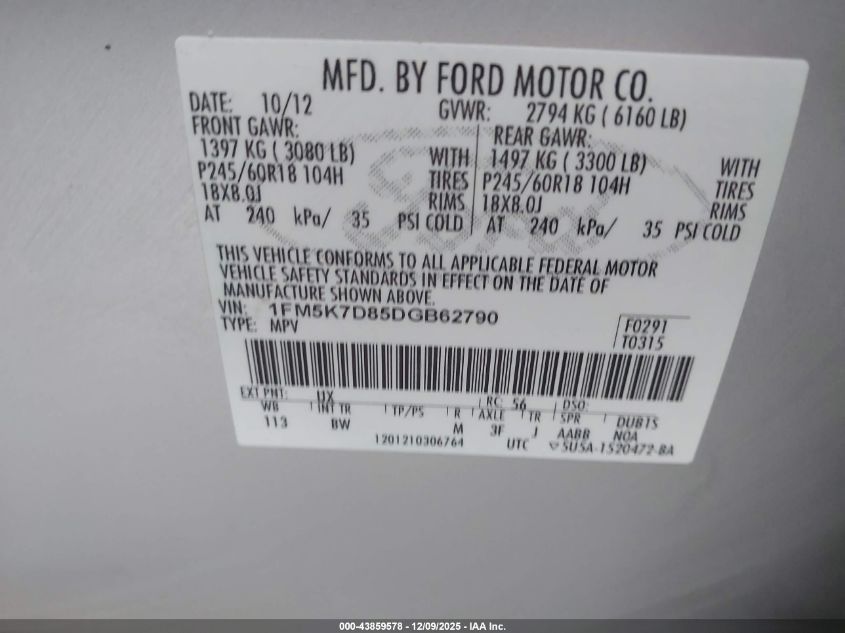 MFD. BY FORD MOTOR CO.
DATE: 10/12 GVWR: 2794 KG ( 6160 LB)
FRONT GAWR: REAR GAWR:
1397 KG ( 3080 LB) WITH 1497 KG ( 3300 LB) WITH
P245/60R18 104H TIRES P245/60R18 104H TIRES
18X8.0J RIMS 18X8.0J RIMS
AT 240 kPa/ 35 PSI COLD AT 240 kPa/ 35 PSI COLD
THIS VEHICLE CONFORMS TO ALL APPLICABLE FEDERAL MOTOR
VEHICLE SAFETY STANDARDS IN EFFECT ON THE DATE OF
MANUFACTURE SHOWN ABOVE.
VIN: 1FM5K7D85DGB62790
TYPE: MPV
F0291
T0315
EXT PNT: UX RC: 56 DSO:
WB INT TR TP/PS R AXLE TR SPR DUBTS
113 BW M 3F J AABB NOA
1201210306764 UTC 5U5A-1520472-BA
000-43859578 - 12/09/2025 - IAA Inc.